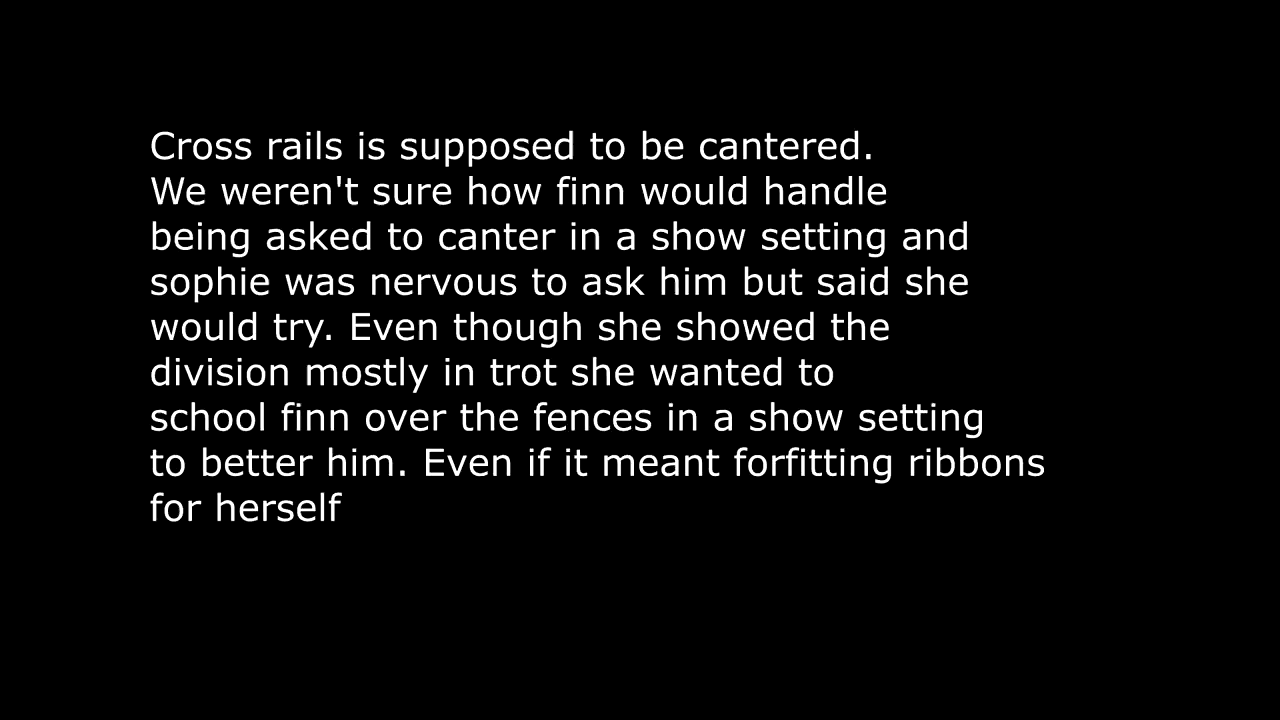 Cross rails is supposed to be cantered.
We weren't sure how finn would handle
being asked to canter in a show setting and
sophie was nervous to ask him but said she
would try. Even though she showed the
division mostly in trot she wanted to
school finn over the fences in a show setting
to better him. Even if it meant forfitting ribbons
for herself